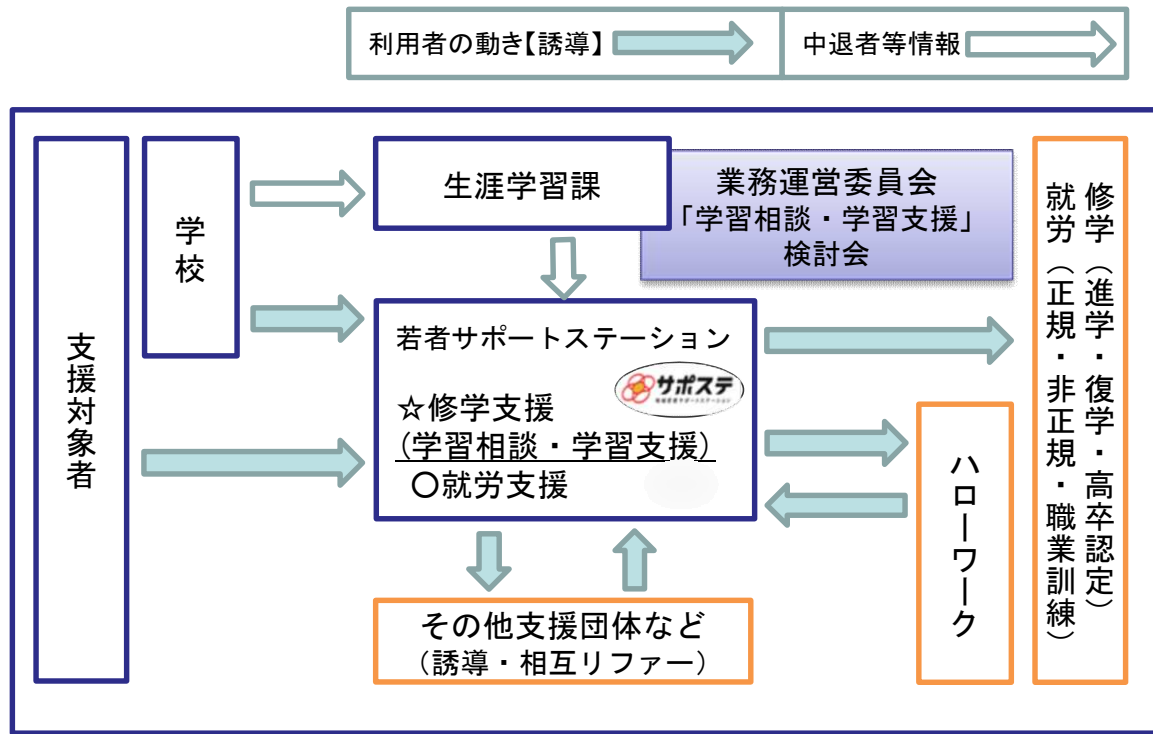 利用者の動き【誘導】
中退者等情報
支援対象者
学校
生涯学習課
業務運営委員会
「学習相談・学習支援」
検討会
若者サポートステーション
サポステ
☆修学支援
(学習相談・学習支援)
〇就労支援
その他支援団体など
（誘導・相互リファー）
ハローワーク
修学（進学・復学・高卒認定）
就労（正規・非正規・職業訓練）